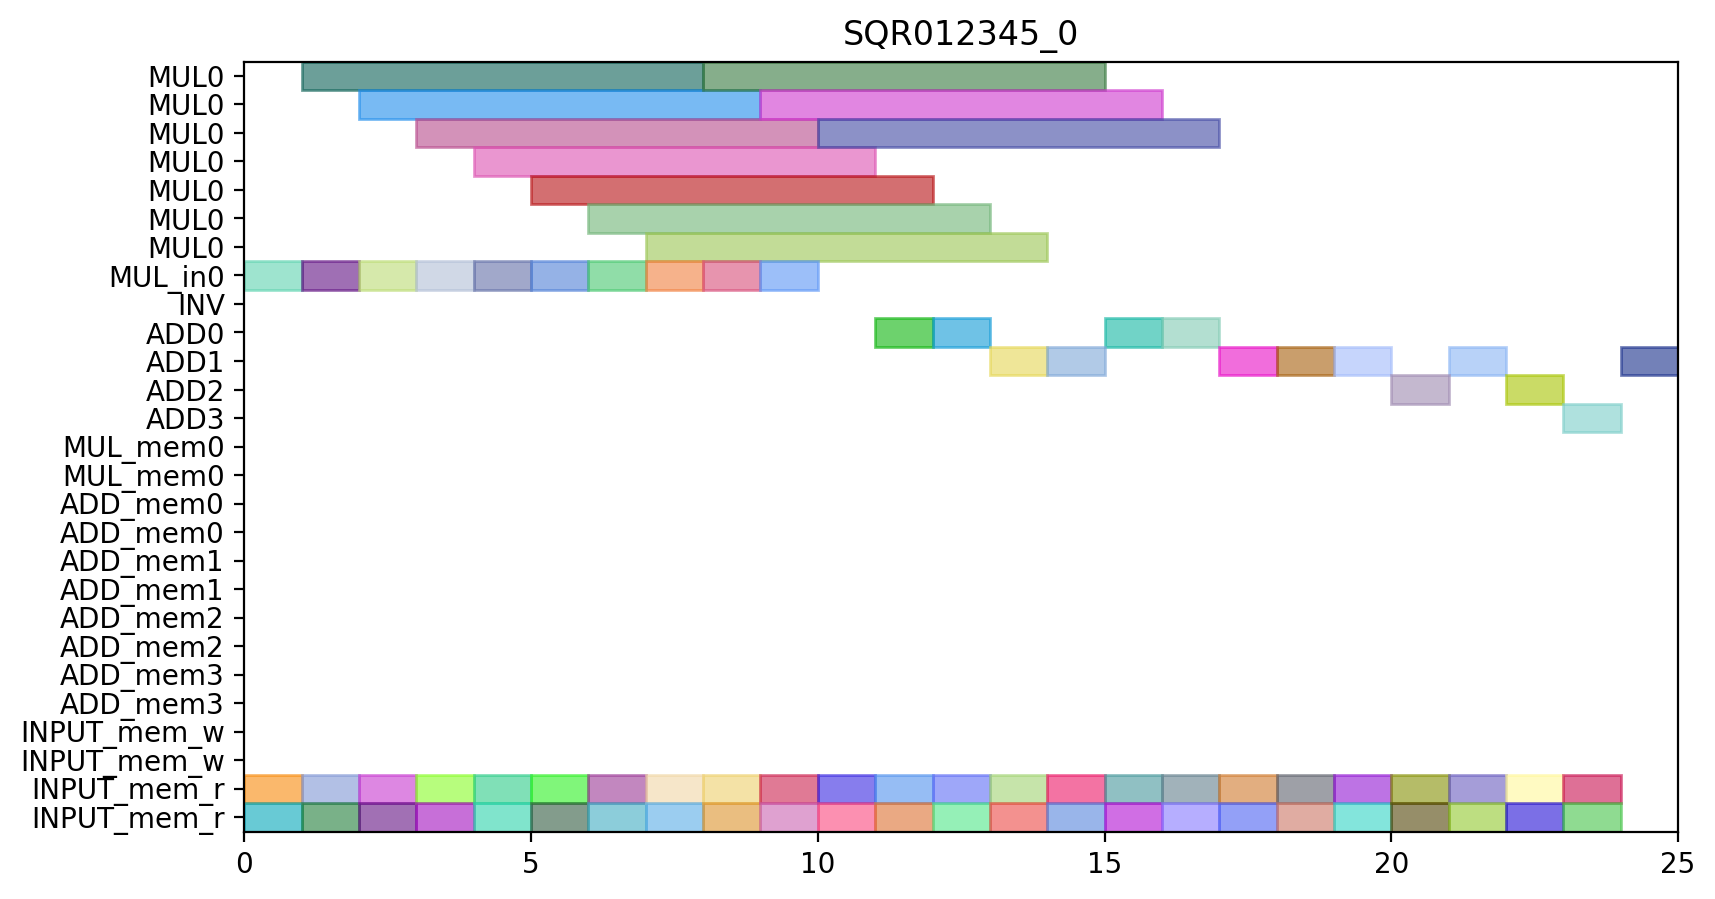 SQR012345_0
MUL0
MUL0
MUL0
MUL0
MUL0
MUL0
MUL0
MUL_in0
INV
ADD0
ADD1
ADD2
ADD3
MUL_mem0
MUL_mem0
ADD_mem0
ADD_mem0
ADD_mem1
ADD_mem1
ADD_mem2
ADD_mem2
ADD_mem3
ADD_mem3
INPUT_mem_w
INPUT_mem_w
INPUT_mem_r
INPUT_mem_r
0 5 10 15 20 25